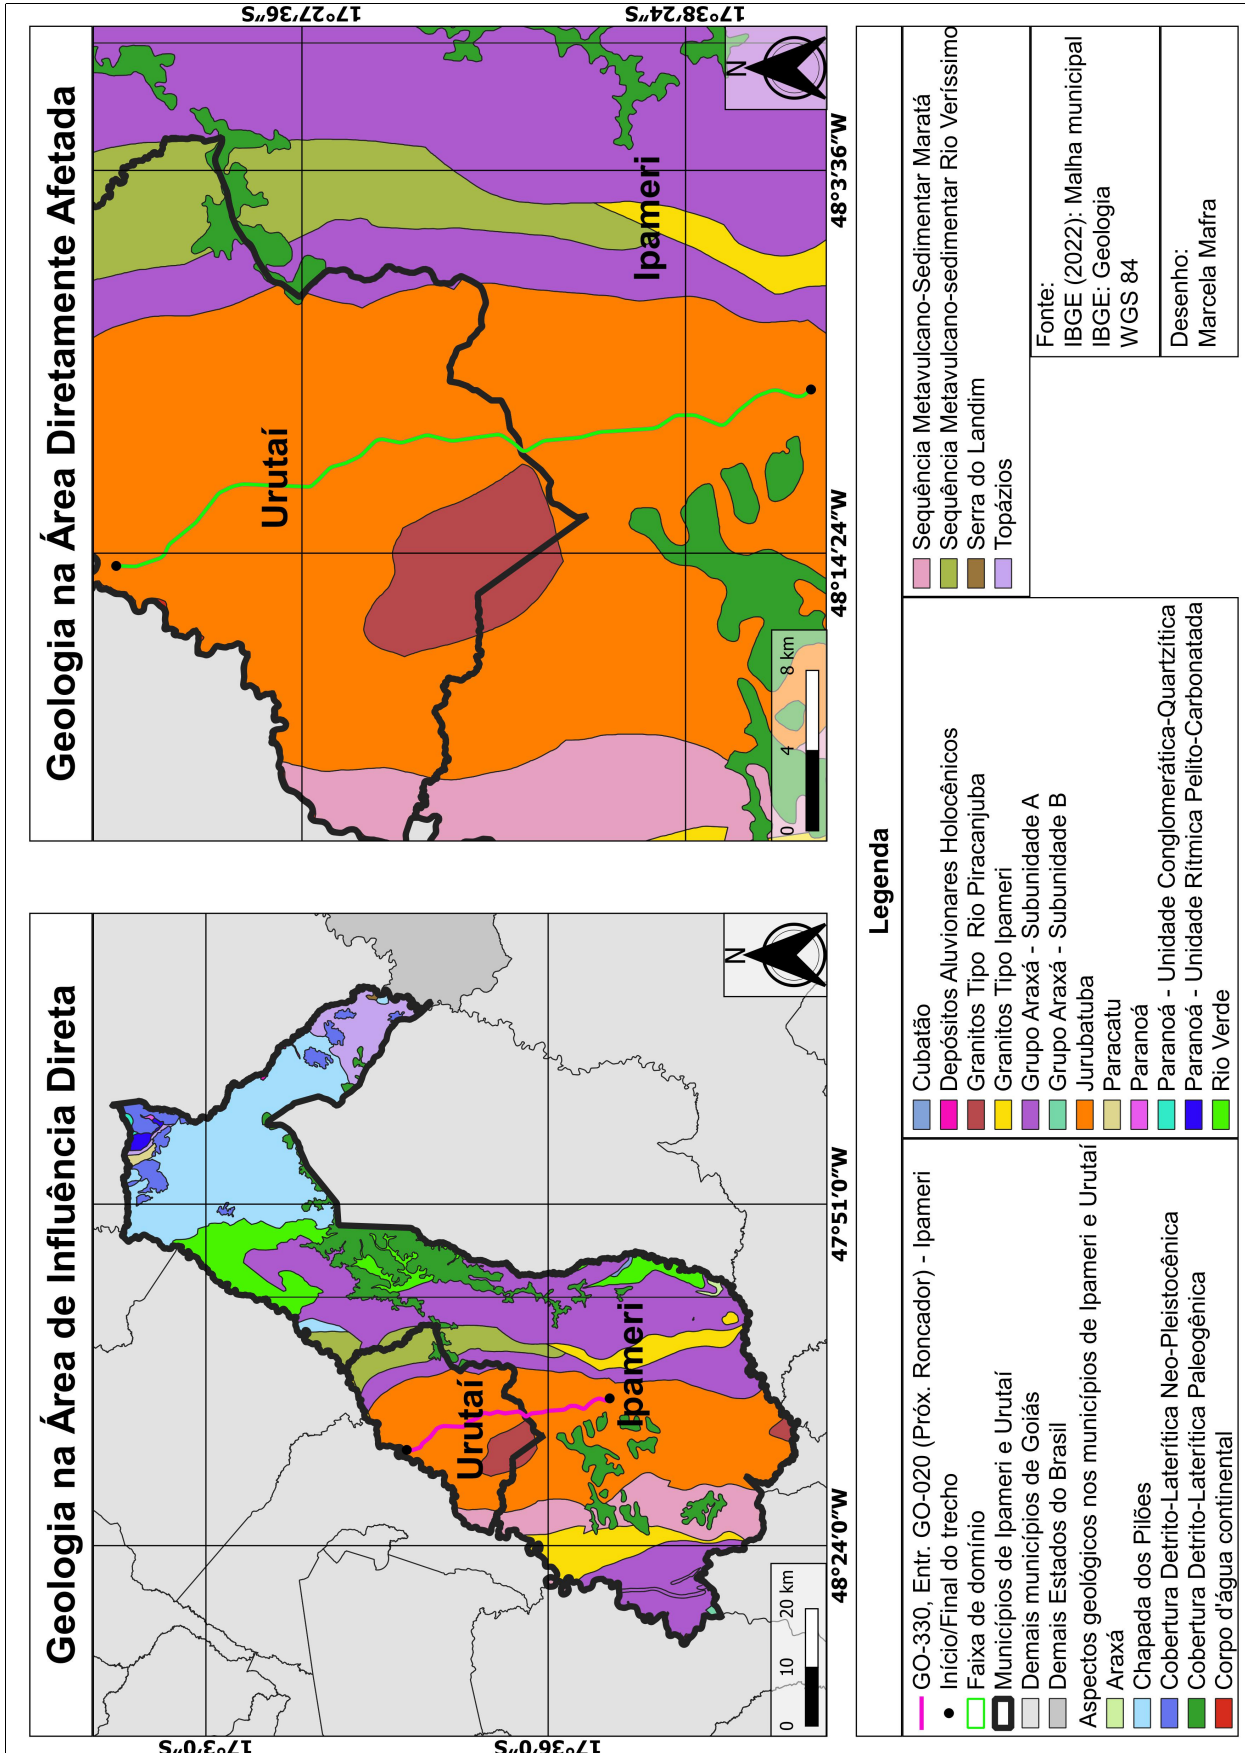 Geologia na Área de Influência Direta
N
Urutaí
Ipameri
0 10 20 km
48°24'0"W
47°51'0"W
17°3'0"S
17°36'0"S
Geologia na Área Diretamente Afetada
N
Urutaí
Ipameri
0 4 8 km
48°14'24"W
48°3'36"W
17°27'36"S
17°38'24"S
Legenda
GO-330, Entr. GO-020 (Próx. Roncador) - Ipameri
Início/Final do trecho
Faixa de domínio
Municípios de Ipameri e Urutaí
Demais municípios de Goiás
Demais Estados do Brasil
Aspectos geológicos nos municípios de Ipameri e Urutaí
Araxá
Chapada dos Pilões
Cobertura Detrito-Laterítica Neo-Pleistocênica
Cobertura Detrito-Laterítica Paleogênica
Corpo d'água continental
Cubatão
Depósitos Aluvionares Holocênicos
Granitos Tipo Rio Piracanjuba
Granitos Tipo Ipameri
Grupo Araxá - Subunidade A
Grupo Araxá - Subunidade B
Jurubatuba
Paracatu
Paranoá
Paranoá - Unidade Conglomerática-Quartzítica
Paranoá - Unidade Rítmica Pelito-Carbonatada
Rio Verde
Sequência Metavulcano-Sedimentar Maratá
Sequência Metavulcano-sedimentar Rio Veríssimo
Serra do Landim
Topázios
Fonte:
IBGE (2022): Malha municipal
IBGE: Geologia
WGS 84
Desenho:
Marcela Mafra